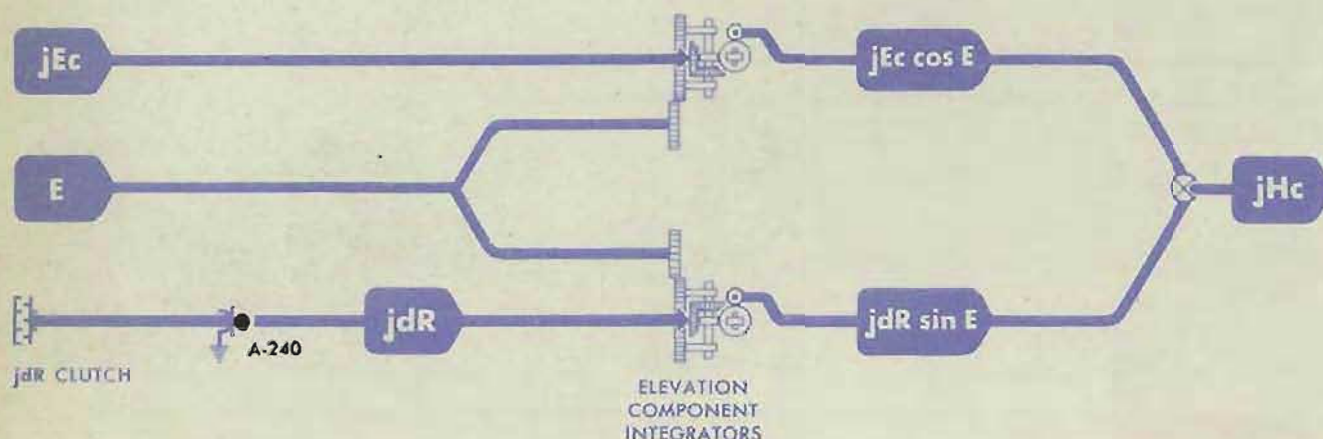 jEc
jEc cos E
E
jHc
A-240
jdR
jdR sin E
jdR CLUTCH
ELEVATION
COMPONENT
INTEGRATORS